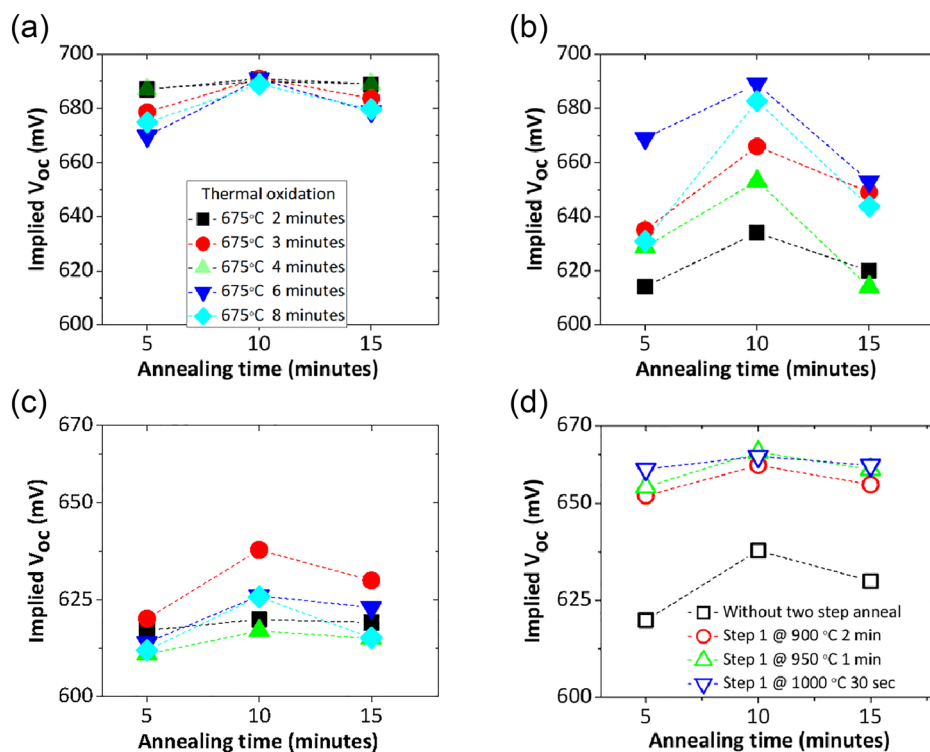 (a)
700
680
660
640
620
600
Implied VOC (mV)
Thermal oxidation
675°C 2 minutes
675°C 3 minutes
675°C 4 minutes
675°C 6 minutes
675°C 8 minutes
5 10 15
Annealing time (minutes)
(b)
700
680
660
640
620
600
Implied VOC (mV)
5 10 15
Annealing time (minutes)
(c)
670
650
625
600
Implied VOC (mV)
5 10 15
Annealing time (minutes)
(d)
670
650
625
600
Implied VOC (mV)
Without two step anneal
Step 1 @ 900 °C 2 min
Step 1 @ 950 °C 1 min
Step 1 @ 1000 °C 30 sec
5 10 15
Annealing time (minutes)